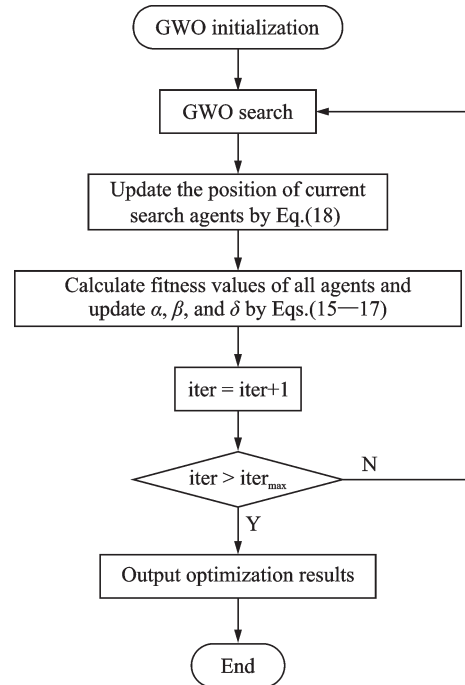 GWO initialization
GWO search
Update the position of current
search agents by Eq.(18)
Calculate fitness values of all agents and
update α, β, and δ by Eqs.(15—17)
iter = iter+1
iter > iter_max
N
Y
Output optimization results
End